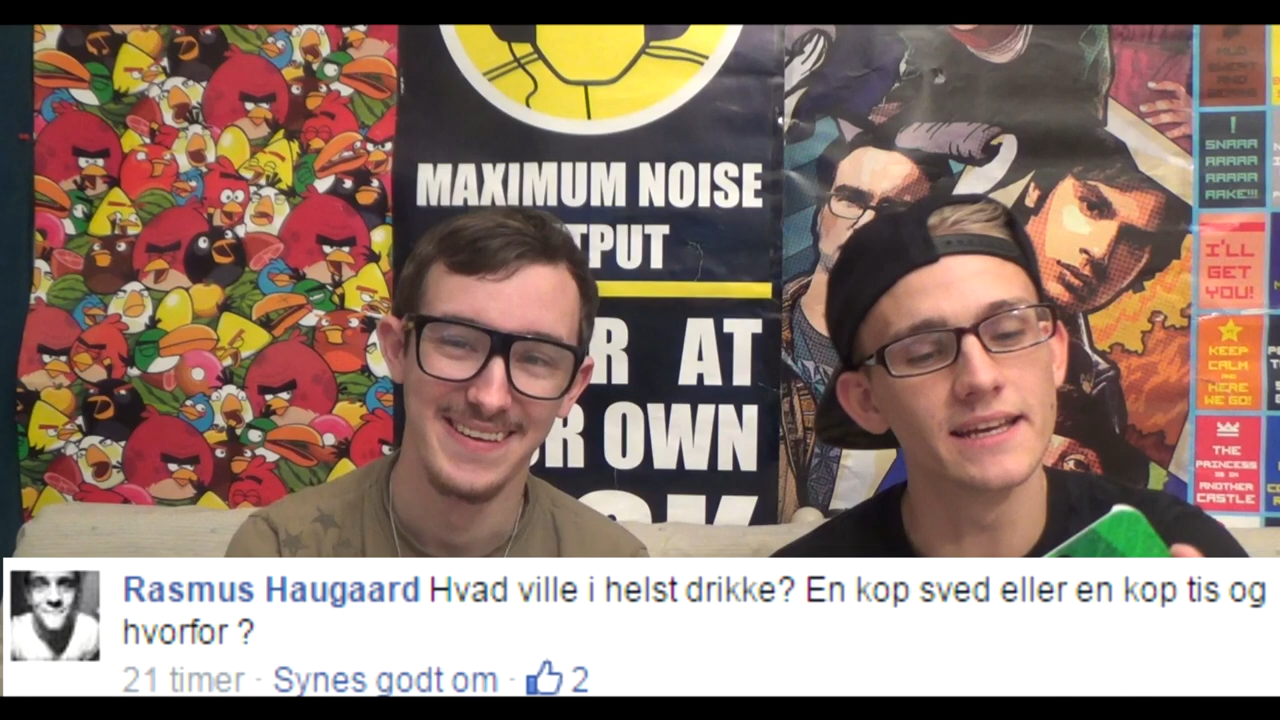 MAXIMUM NOISE
TPUT
R AT
R OWN
SNARA
AAAAA
AAAAA
AAKE!!!
I'LL
GET
YOU!
KEEP
CALM
AND
HERE
WE GO!
THE
PRINCESS
IS IN
ANOTHER
CASTLE
Rasmus Haugaard Hvad ville i helst drikke? En kop sved eller en kop tis og
hvorfor ?
21 timer · Synes godt om · 2